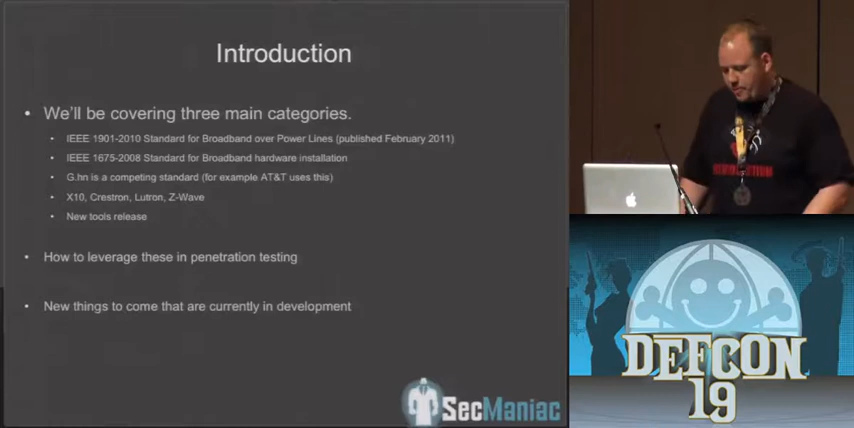 Introduction
• We'll be covering three main categories.
• IEEE 1901-2010 Standard for Broadband over Power Lines (published February 2011)
• IEEE 1675-2008 Standard for Broadband hardware installation
• G.hn is a competing standard (for example AT&T uses this)
• X10, Crestron, Lutron, Z-Wave
• New tools release
• How to leverage these in penetration testing
• New things to come that are currently in development
SecManiac
DEFCON
19